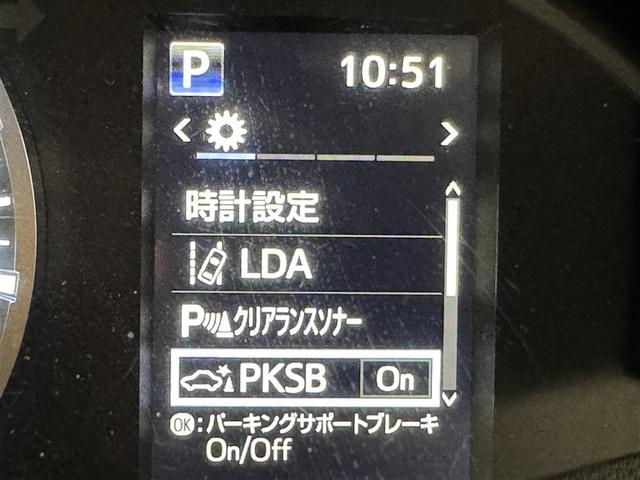 P 10:51
時計設定
LDA
Pクリアランスソナー
PKSB On
OK:パーキングサポートブレーキ
On/Off